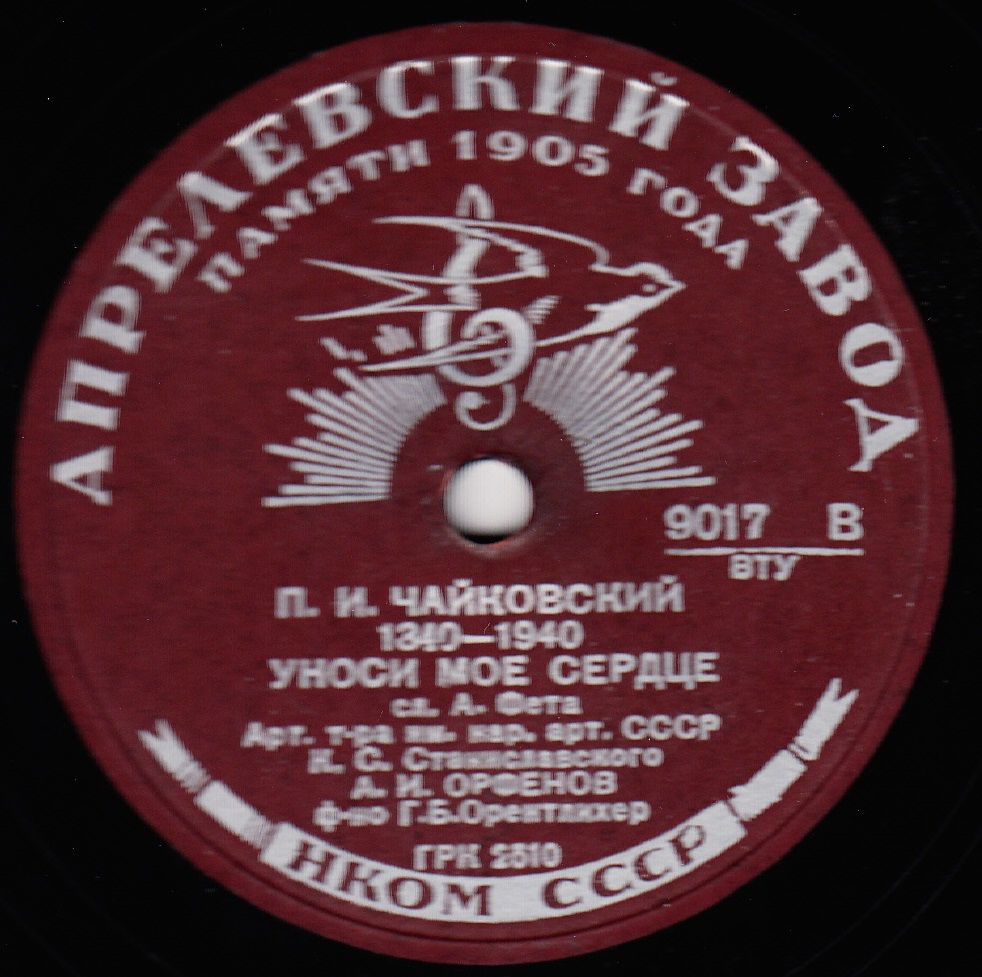 АПРЕЛЕВСКИЙ ЗАВОД
ПАМЯТИ 1905 ГОДА
9017 В
ВТУ
П. И. ЧАЙКОВСКИЙ
1840—1940
УНОСИ МОЕ СЕРДЦЕ
сл. А. Фета
Арт. т-ра им. нар. арт. СССР
К. С. Станиславского
А. И. ОРФЕНОВ
ф-но Г.Б.Орентлихер
ГРК 2610
НКОМ СССР